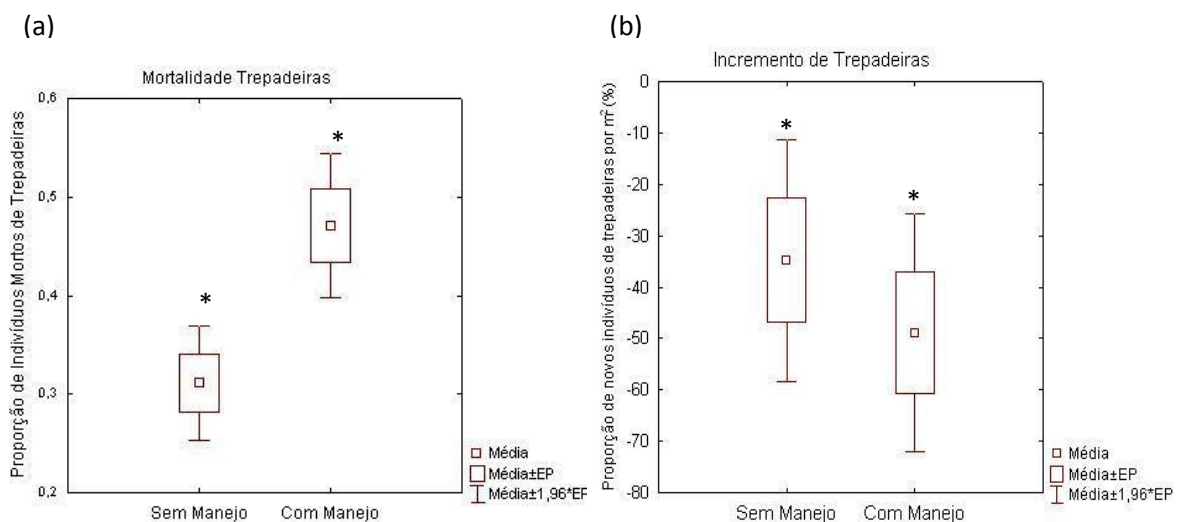 (a)
Mortalidade Trepadeiras
Proporção de Indivíduos Mortos de Trepadeiras
0,6
0,5
0,4
0,3
0,2
*
*
Sem Manejo
Com Manejo
Média
Média±EP
Média±1,96*EP
(b)
Incremento de Trepadeiras
Proporção de novos indivíduos de trepadeiras por m² (%)
0
-10
-20
-30
-40
-50
-60
-70
-80
*
*
Sem Manejo
Com Manejo
Média
Média±EP
Média±1,96*EP